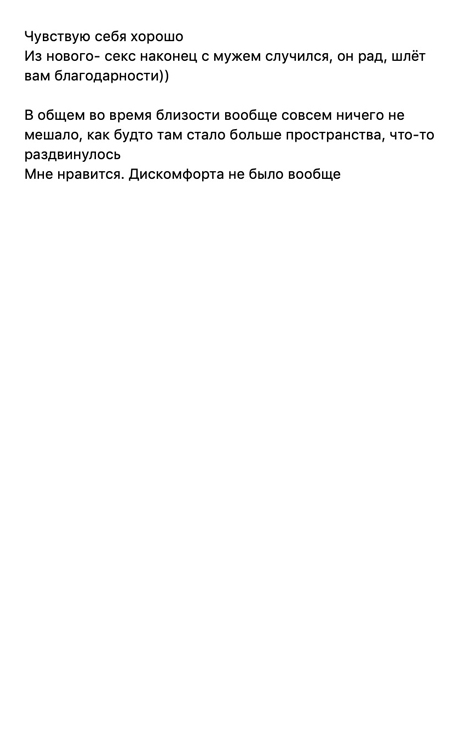 Чувствую себя хорошо
Из нового- секс наконец с мужем случился, он рад, шлёт
вам благодарности))
В общем во время близости вообще совсем ничего не
мешало, как будто там стало больше пространства, что-то
раздвинулось
Мне нравится. Дискомфорта не было вообще